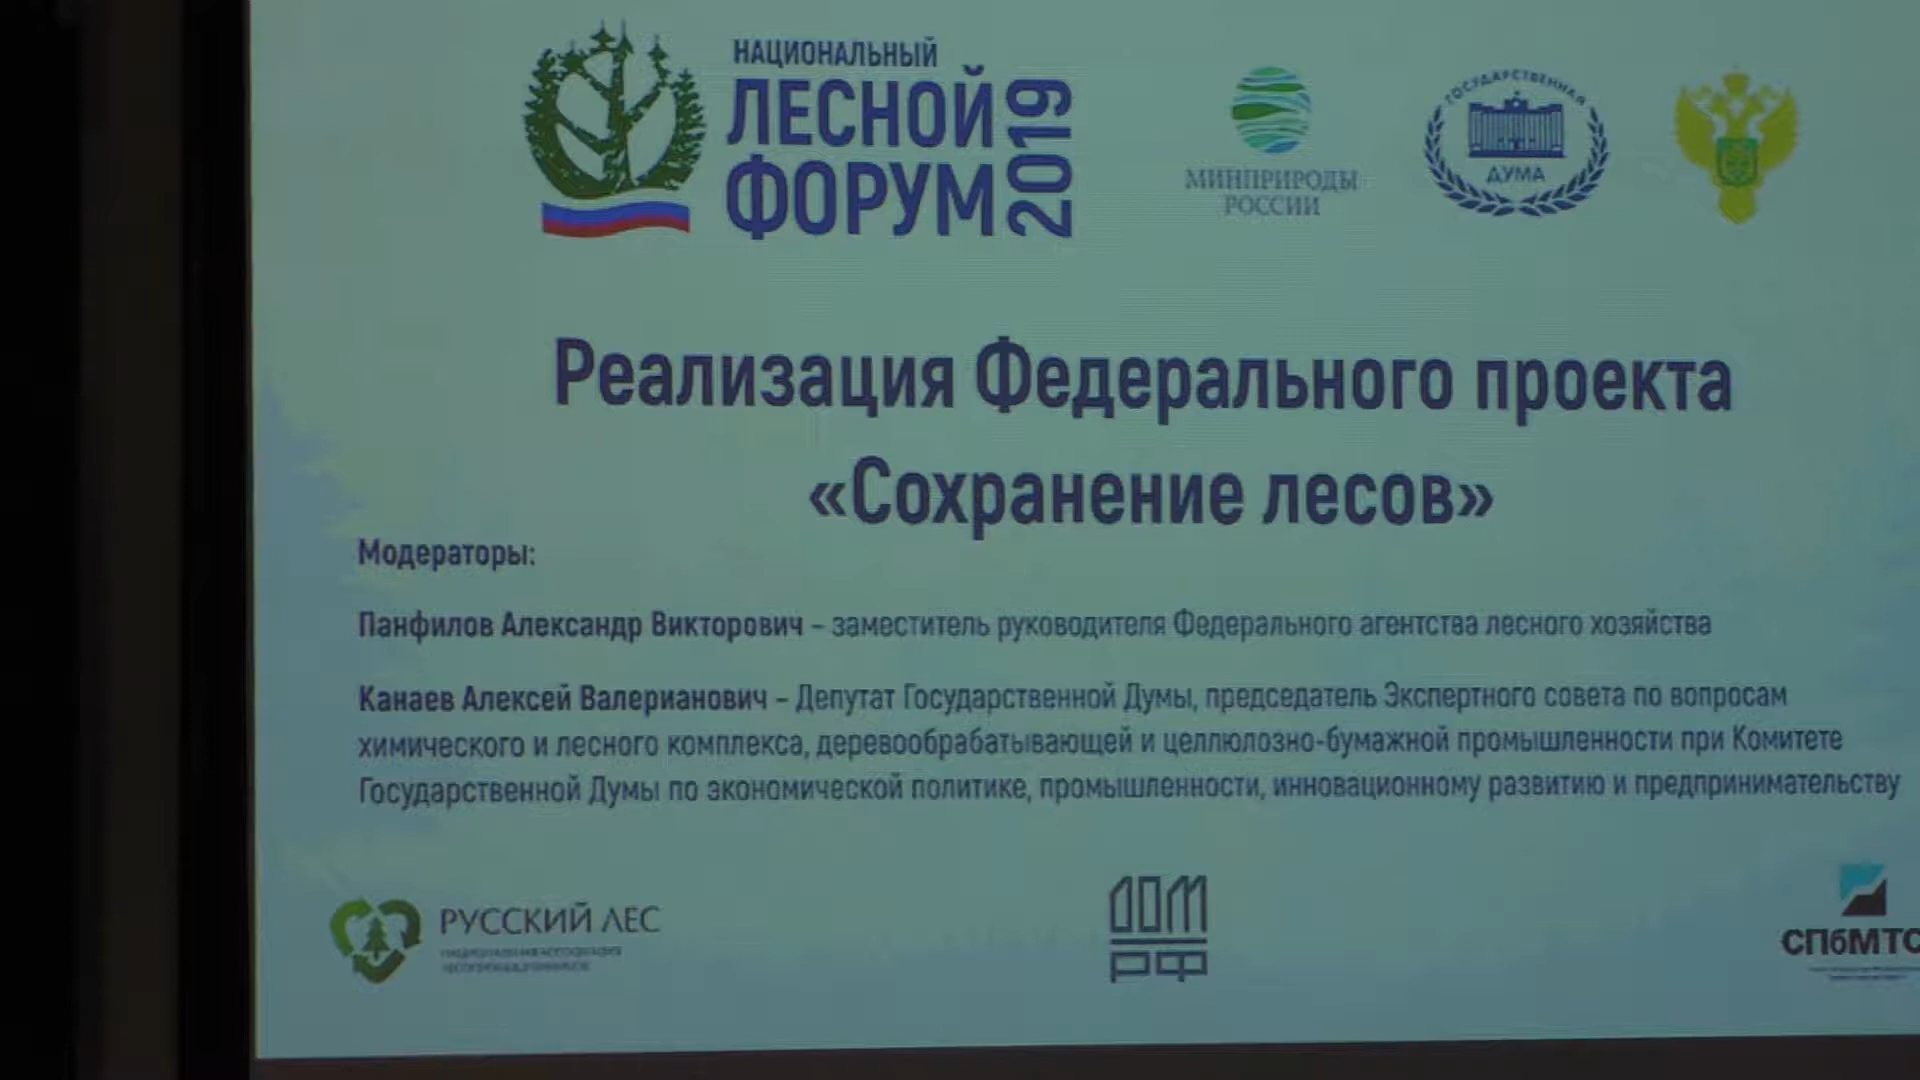 НАЦИОНАЛЬНЫЙ
ЛЕСНОЙ
ФОРУМ
2019
МИНПРИРОДЫ
РОССИИ
ГОСУДАРСТВЕННАЯ
ДУМА
Реализация Федерального проекта
«Сохранение лесов»
Модераторы:
Панфилов Александр Викторович – заместитель руководителя Федерального агентства лесного хозяйства
Канаев Алексей Валерианович – Депутат Государственной Думы, председатель Экспертного совета по вопросам
химического и лесного комплекса, деревообрабатывающей и целлюлозно-бумажной промышленности при Комитете
Государственной Думы по экономической политике, промышленности, инновационному развитию и предпринимательству
РУССКИЙ ЛЕС
ДОМ
РФ
СПбМТС